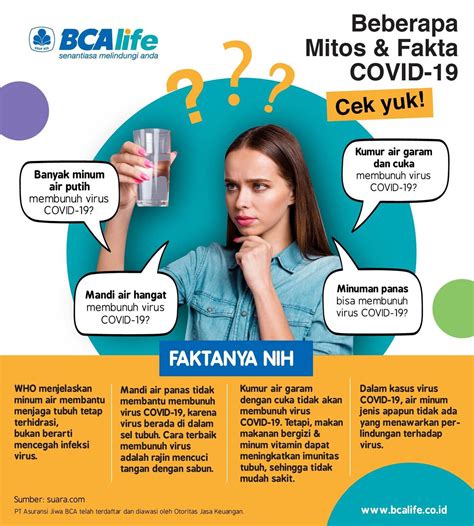 BCAlife
senantiasa melindungi anda
Beberapa
Mitos & Fakta
COVID-19
Cek yuk!
? ? ?
Banyak minum
air putih
membunuh virus
COVID-19?
Kumur air garam
dan cuka
membunuh virus
COVID-19?
Mandi air hangat
membunuh virus
COVID-19?
Minuman panas
bisa membunuh
virus COVID-19?
FAKTANYA NIH
WHO menjelaskan
minum air membantu
menjaga tubuh tetap
terhidrasi,
bukan berarti
mencegah infeksi
virus.
Mandi air panas tidak
membantu membunuh
virus COVID-19, karena
virus berada di dalam
sel tubuh. Cara terbaik
membunuh virus
adalah rajin mencuci
tangan dengan sabun.
Kumur air garam
dengan cuka tidak akan
membunuh virus
COVID-19. Tetapi, makan
makanan bergizi &
minum vitamin dapat
meningkatkan imunitas
tubuh, sehingga tidak
mudah sakit.
Dalam kasus virus
COVID-19, air minum
jenis apapun tidak ada
yang menawarkan per-
lindungan terhadap
virus.
Sumber: suara.com
PT Asuransi Jiwa BCA telah terdaftar dan diawasi oleh Otoritas Jasa Keuangan.
www.bcalife.co.id